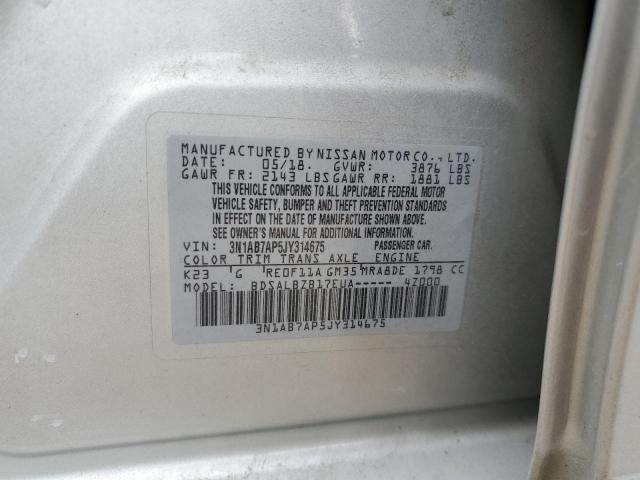 MANUFACTURED BY NISSAN MOTOR CO., LTD.
DATE: 05/18. GVWR: 3876 LBS
GAWR FR: 2143 LBS GAWR RR: 1881 LBS
THIS VEHICLE CONFORMS TO ALL APPLICABLE FEDERAL MOTOR
VEHICLE SAFETY, BUMPER AND THEFT PREVENTION STANDARDS
IN EFFECT ON THE DATE OF MANUFACTURE SHOWN ABOVE.
SEE OWNER'S MANUAL FOR ADDITIONAL INFORMATION.
VIN: 3N1AB7AP5JY314675 PASSENGER CAR.
COLOR TRIM TRANS AXLE ENGINE
K23 G RE0F11A GM35 MRA8DE 1798 CC
MODEL: BDSALBZB17EUA----- 4Z000
3N1AB7AP5JY314675